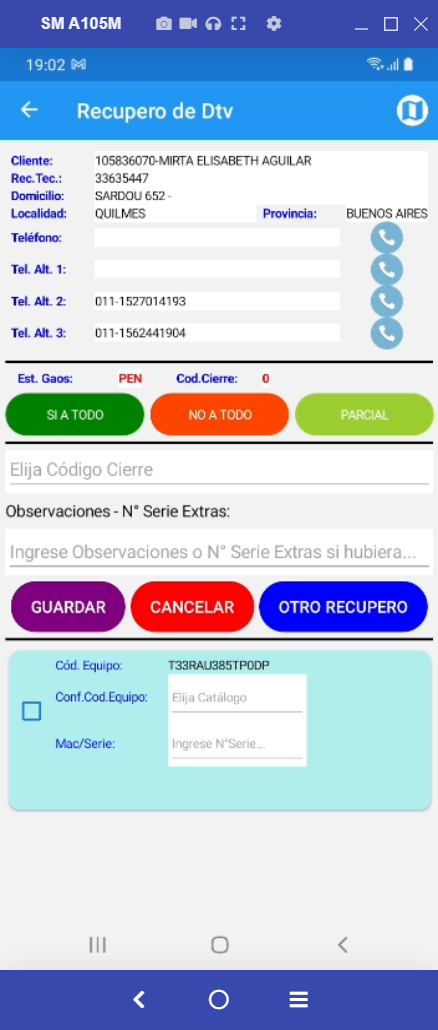 SM A105M
19:02
Recupero de Dtv
Cliente: 105836070-MIRTA ELISABETH AGUILAR
Rec.Tec.: 33635447
Domicilio: SARDOU 652 -
Localidad: QUILMES Provincia: BUENOS AIRES
Teléfono:
Tel. Alt. 1:
Tel. Alt. 2: 011-1527014193
Tel. Alt. 3: 011-1562441904
Est. Gaos: PEN Cod.Cierre: 0
SI A TODO NO A TODO PARCIAL
Elija Código Cierre
Observaciones - N° Serie Extras:
Ingrese Observaciones o N° Serie Extras si hubiera...
GUARDAR CANCELAR OTRO RECUPERO
Cód. Equipo: T33RAU385TP0DP
Conf.Cod.Equipo: Elija Catálogo
Mac/Serie: Ingrese N°Serie...